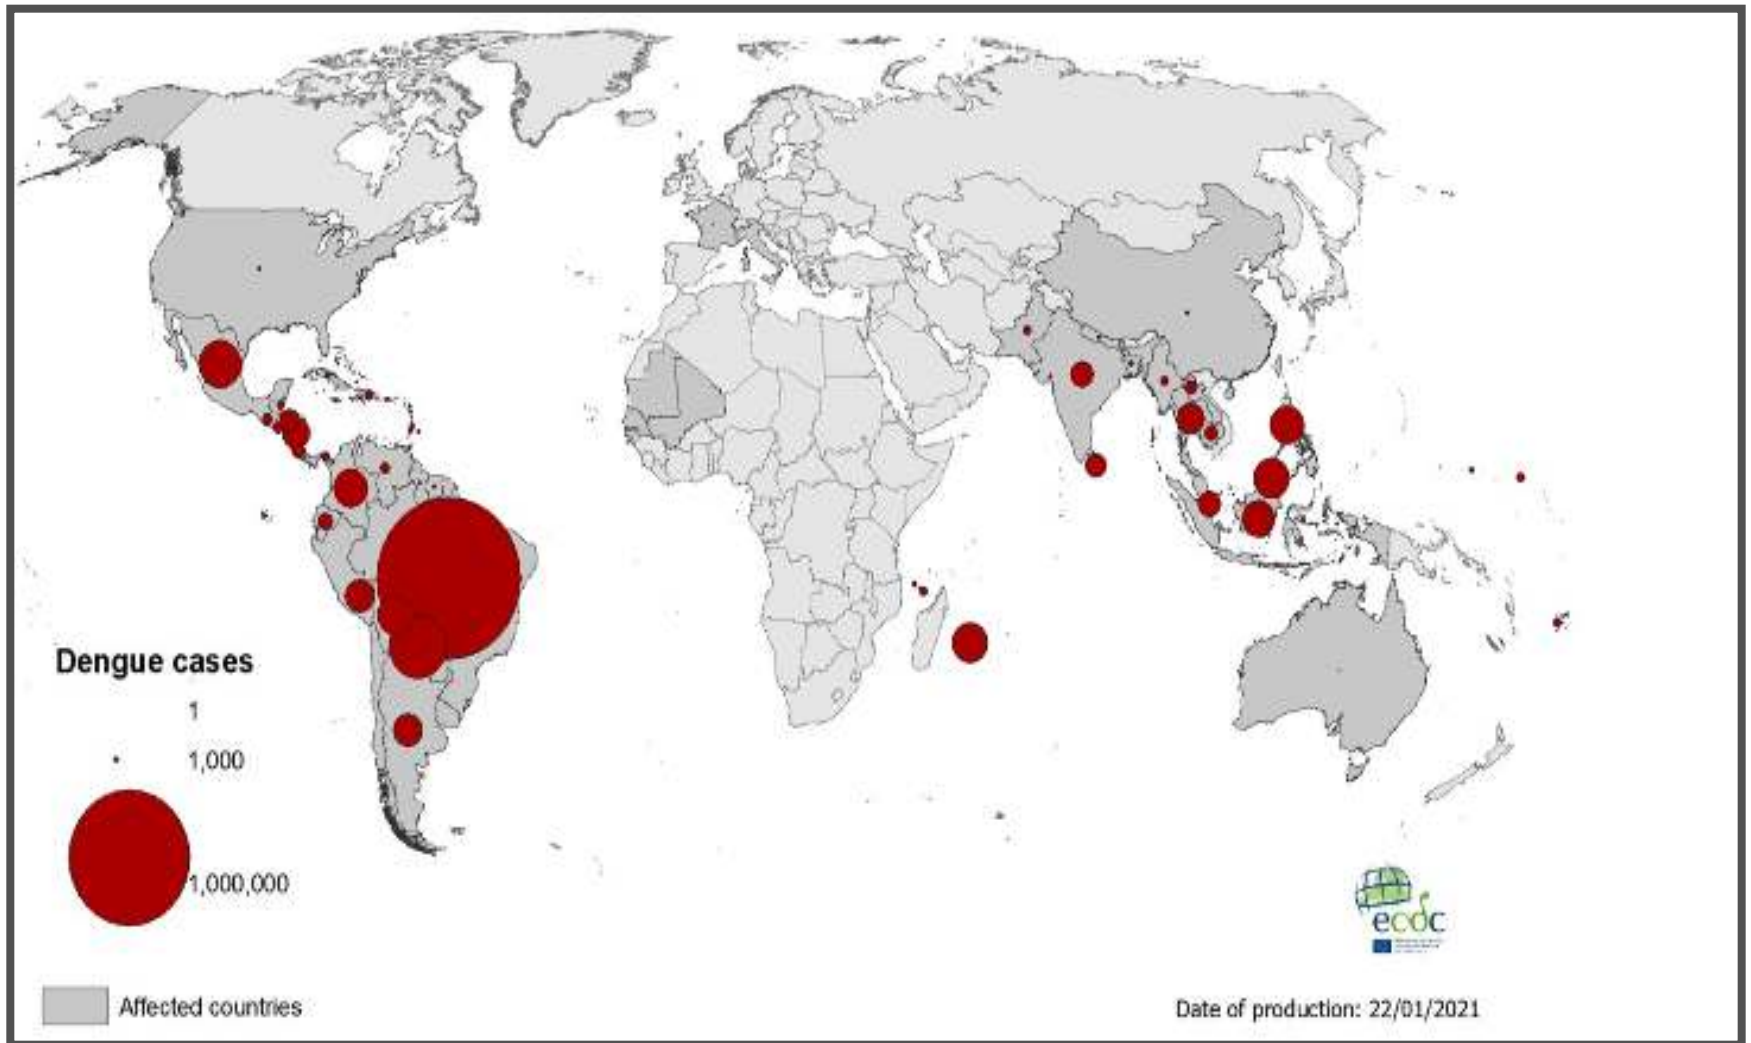 Dengue cases
1
1,000
1,000,000
Affected countries
ecdc
Date of production: 22/01/2021